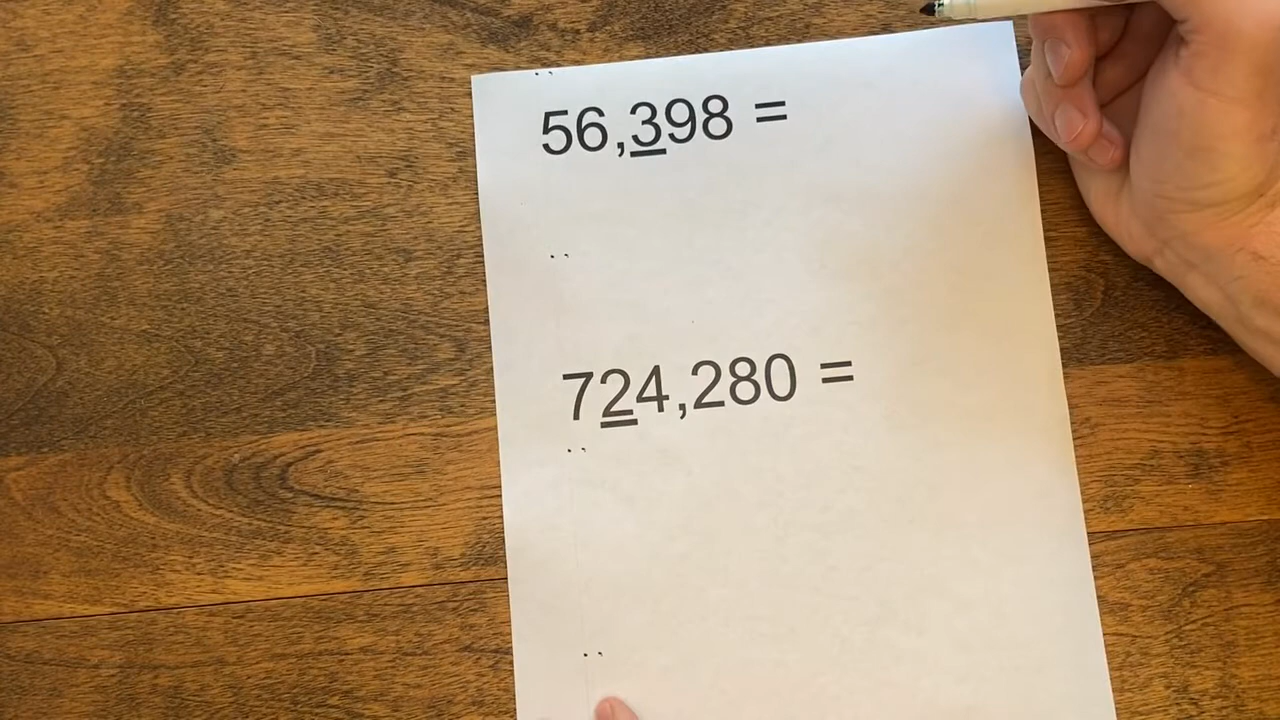 56,398 =
724,280 =